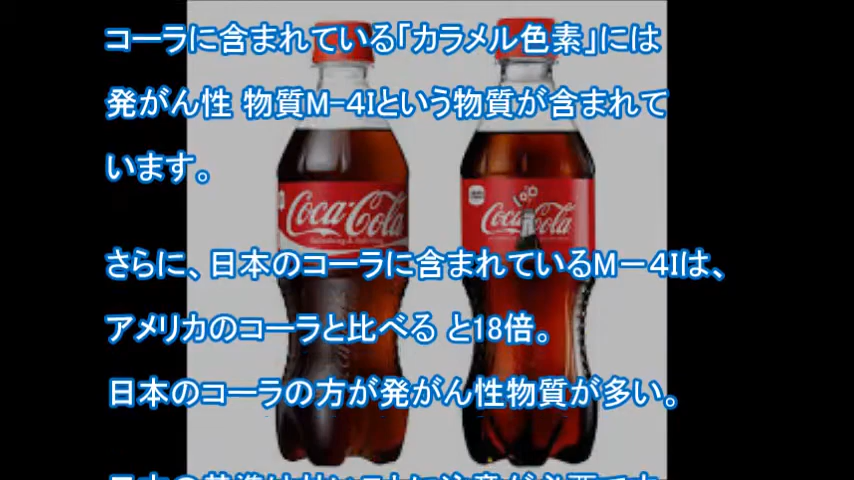 コーラに含まれている「カラメル色素」には
発がん性 物質M-4Iという物質が含まれて
います。
Coca-Cola
Coca-Cola
さらに、日本のコーラに含まれているM－4Iは、
アメリカのコーラと比べる と18倍。
日本のコーラの方が発がん性物質が多い。